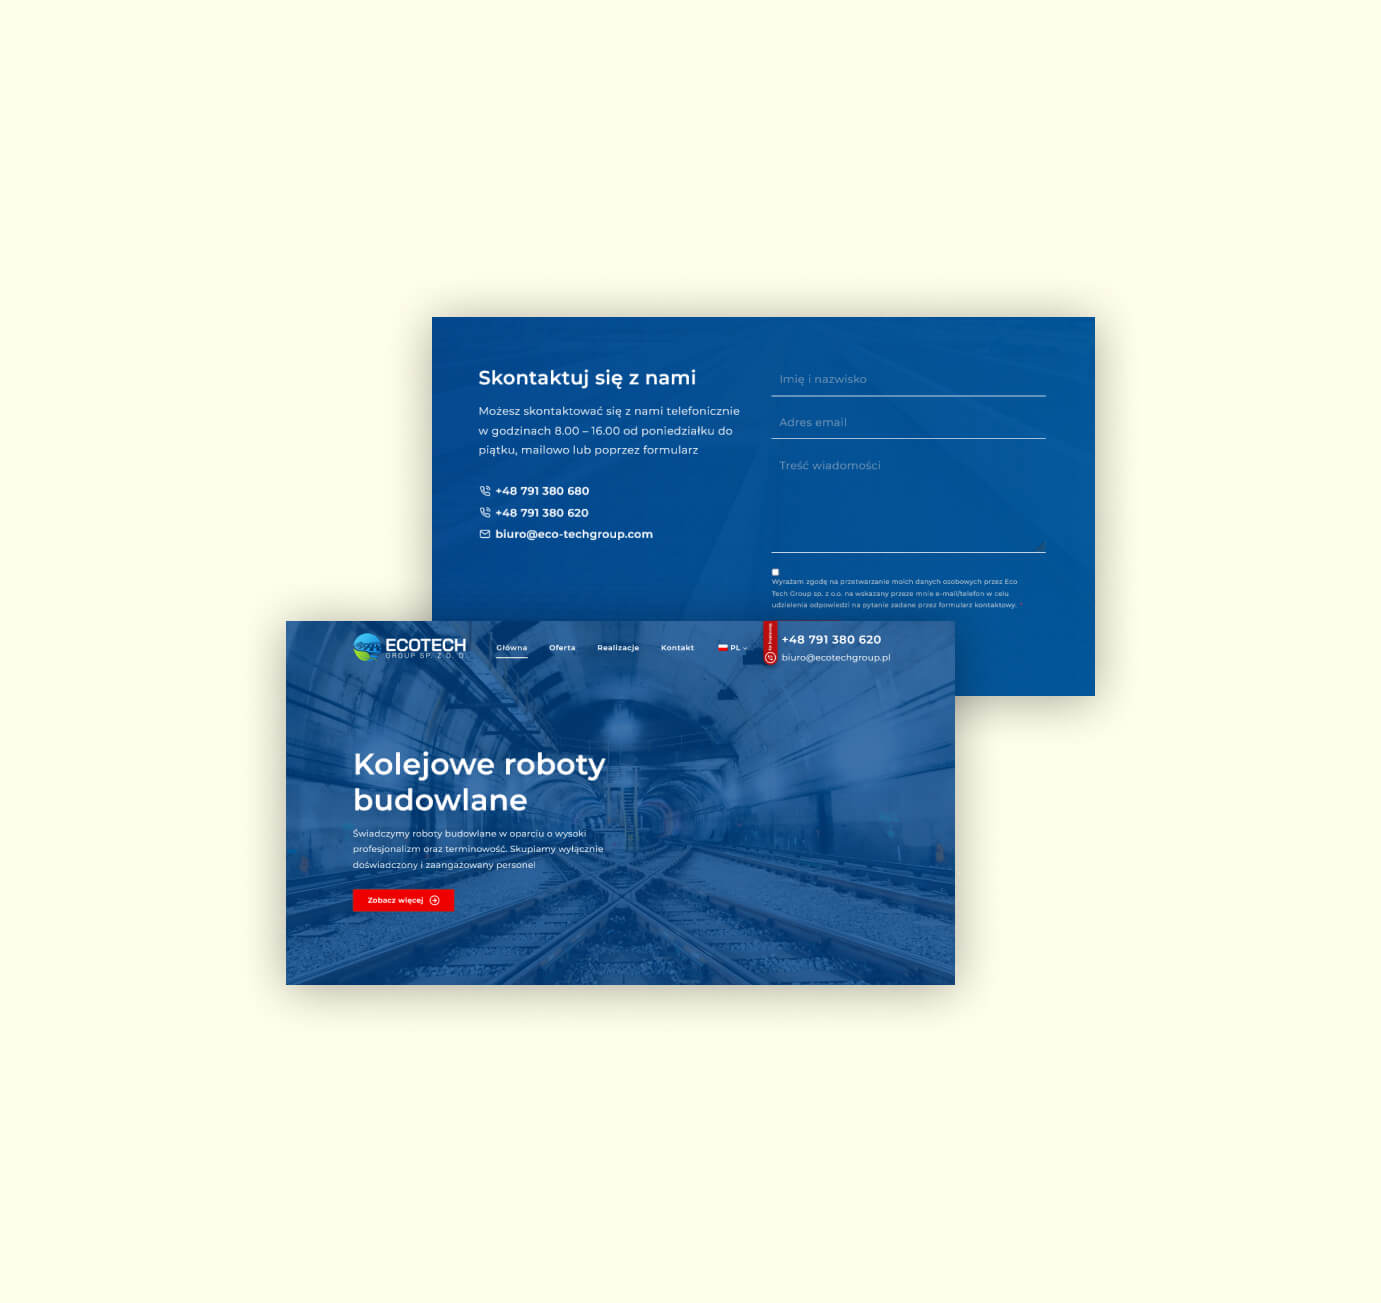 Skontaktuj się z nami
Możesz skontaktować się z nami telefonicznie
w godzinach 8.00 – 16.00 od poniedziałku do
piątku, mailowo lub poprzez formularz
+48 791 380 680
+48 791 380 620
biuro@eco-techgroup.com
Imię i nazwisko
Adres email
Treść wiadomości
Wyrażam zgodę na przetwarzanie moich danych osobowych przez Eco
Tech Group sp. z o.o. na wskazany przeze mnie e-mail/telefon w celu
udzielenia odpowiedzi na pytanie zadane przez formularz kontaktowy. *
ECOTECH
GROUP SP. Z O. O.
Główna
Oferta
Realizacje
Kontakt
PL
+48 791 380 620
biuro@ecotechgroup.pl
Kolejowe roboty
budowlane
Świadczymy roboty budowlane w oparciu o wysoki
profesjonalizm oraz terminowość. Skupiamy wyłącznie
doświadczony i zaangażowany personel
Zobacz więcej